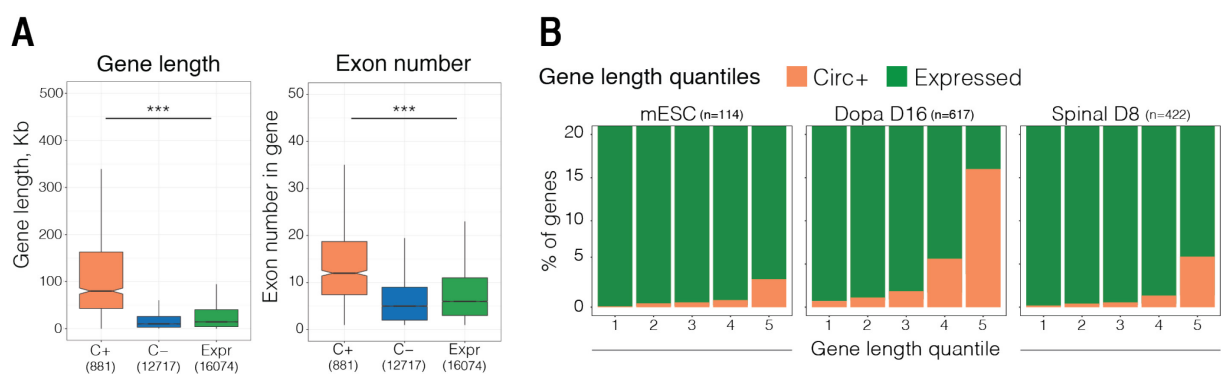 A
Gene length
Gene length, Kb
500
400
300
200
100
0
***
C+
(881)
C−
(12717)
Expr
(16074)
Exon number
Exon number in gene
50
40
30
20
10
0
***
C+
(881)
C−
(12717)
Expr
(16074)
B
Gene length quantiles
Circ+
Expressed
mESC (n=114)
Dopa D16 (n=617)
Spinal D8 (n=422)
% of genes
20
15
10
5
0
1 2 3 4 5
1 2 3 4 5
1 2 3 4 5
Gene length quantile